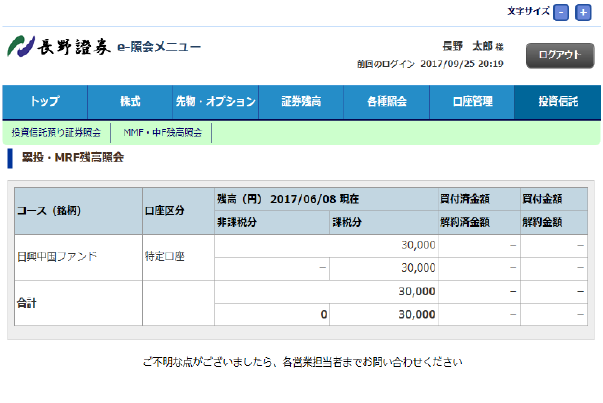 文字サイズ - +
長野證券 e-照会メニュー
長野 太郎 様
前回のログイン 2017/09/25 20:19
ログアウト
トップ 株式 先物・オプション 証券残高 各種照会 口座管理 投資信託
投資信託預り証券照会 MMF・中F残高照会
累投・MRF残高照会
コース（銘柄） 口座区分 残高（円） 2017/06/08 現在 買付済金額 買付金額
非課税分 課税分 解約済金額 解約金額
日興中国ファンド 特定口座 30,000 － －
－ 30,000 － －
合計 30,000 － －
0 30,000 － －
ご不明な点がございましたら、各営業担当者までお問い合わせください